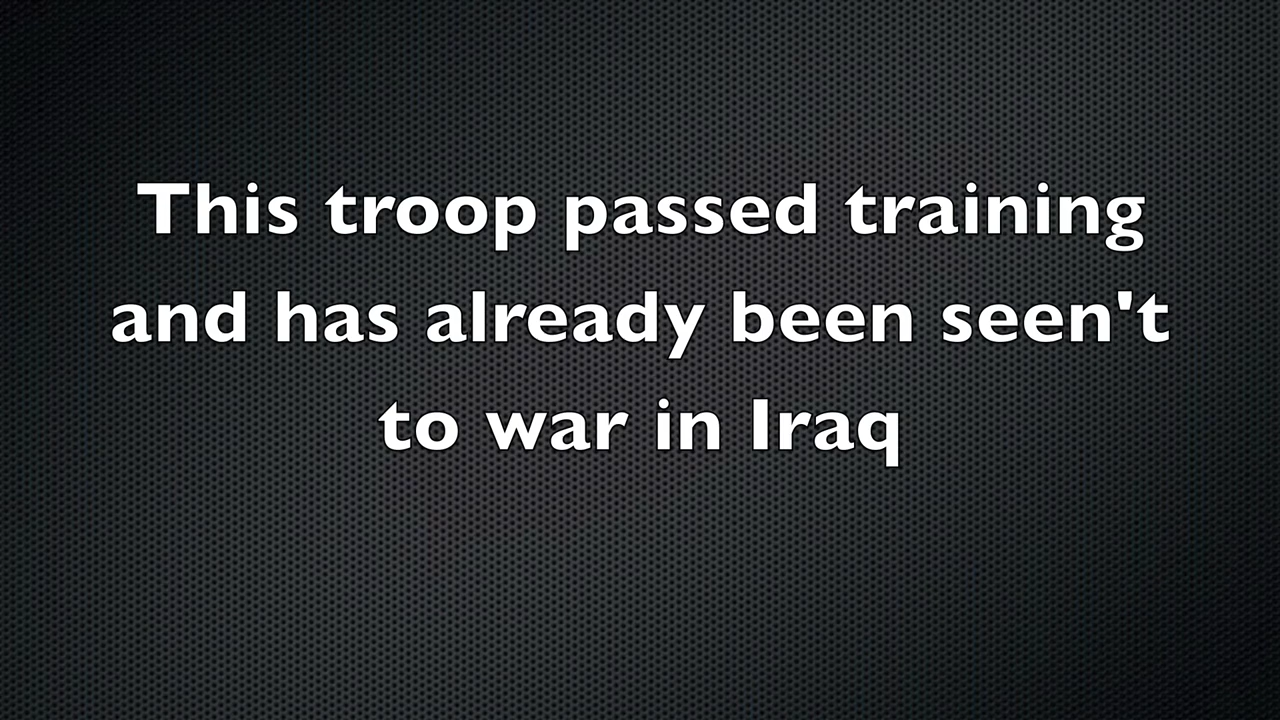 This troop passed training
and has already been seen't
to war in Iraq